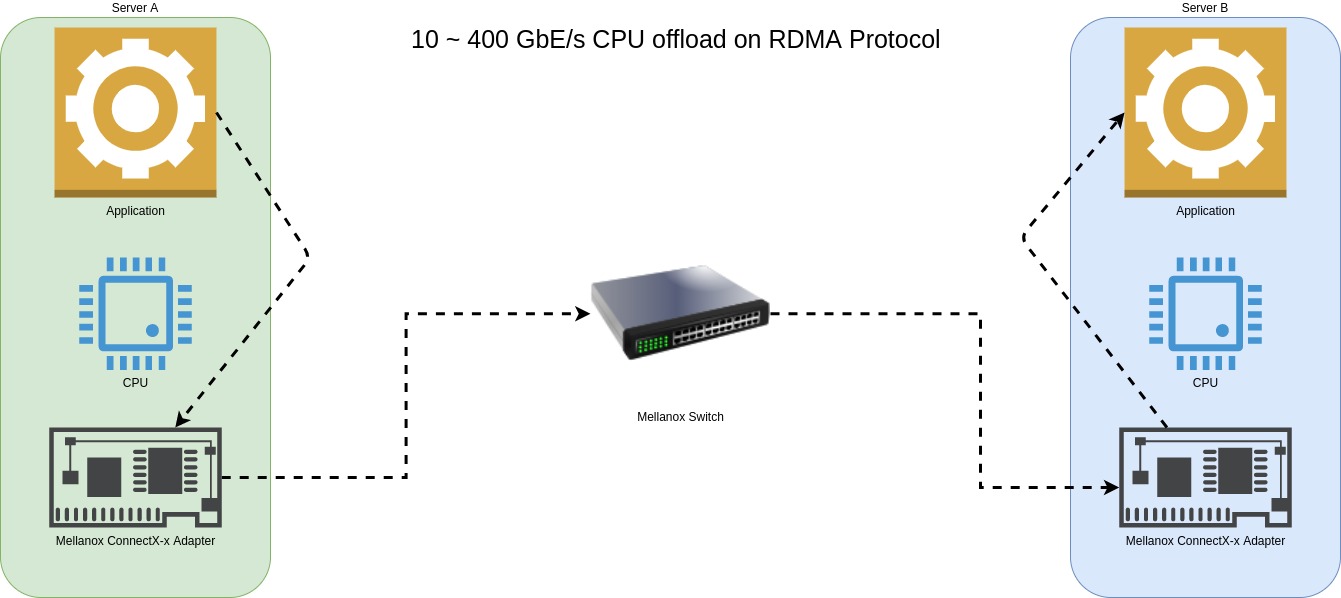 Server A
Server B
10 ~ 400 GbE/s CPU offload on RDMA Protocol
Application
Application
CPU
CPU
Mellanox Switch
Mellanox ConnectX-x Adapter
Mellanox ConnectX-x Adapter